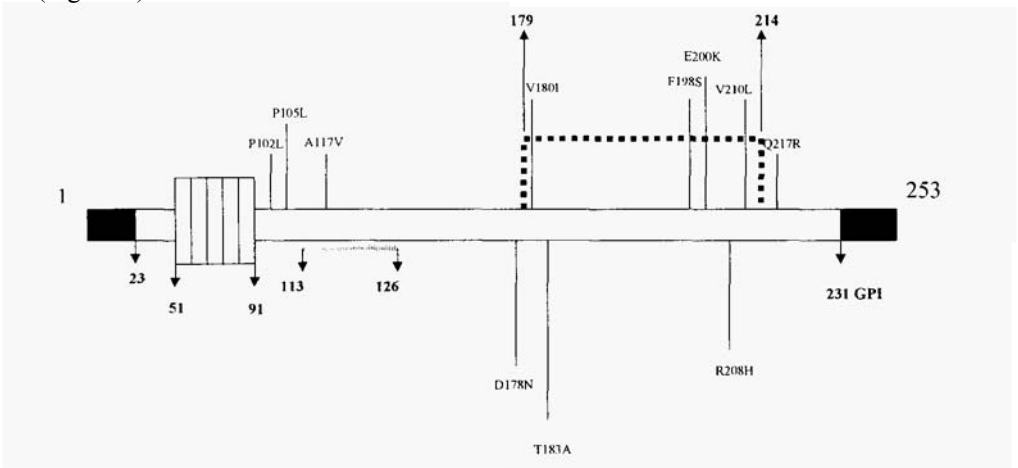 179
214
E200K
V180I
F198S
V210L
P105L
P102L
A117V
Q217R
1
253
23
113
126
51
91
231 GPI
D178N
R208H
T183A